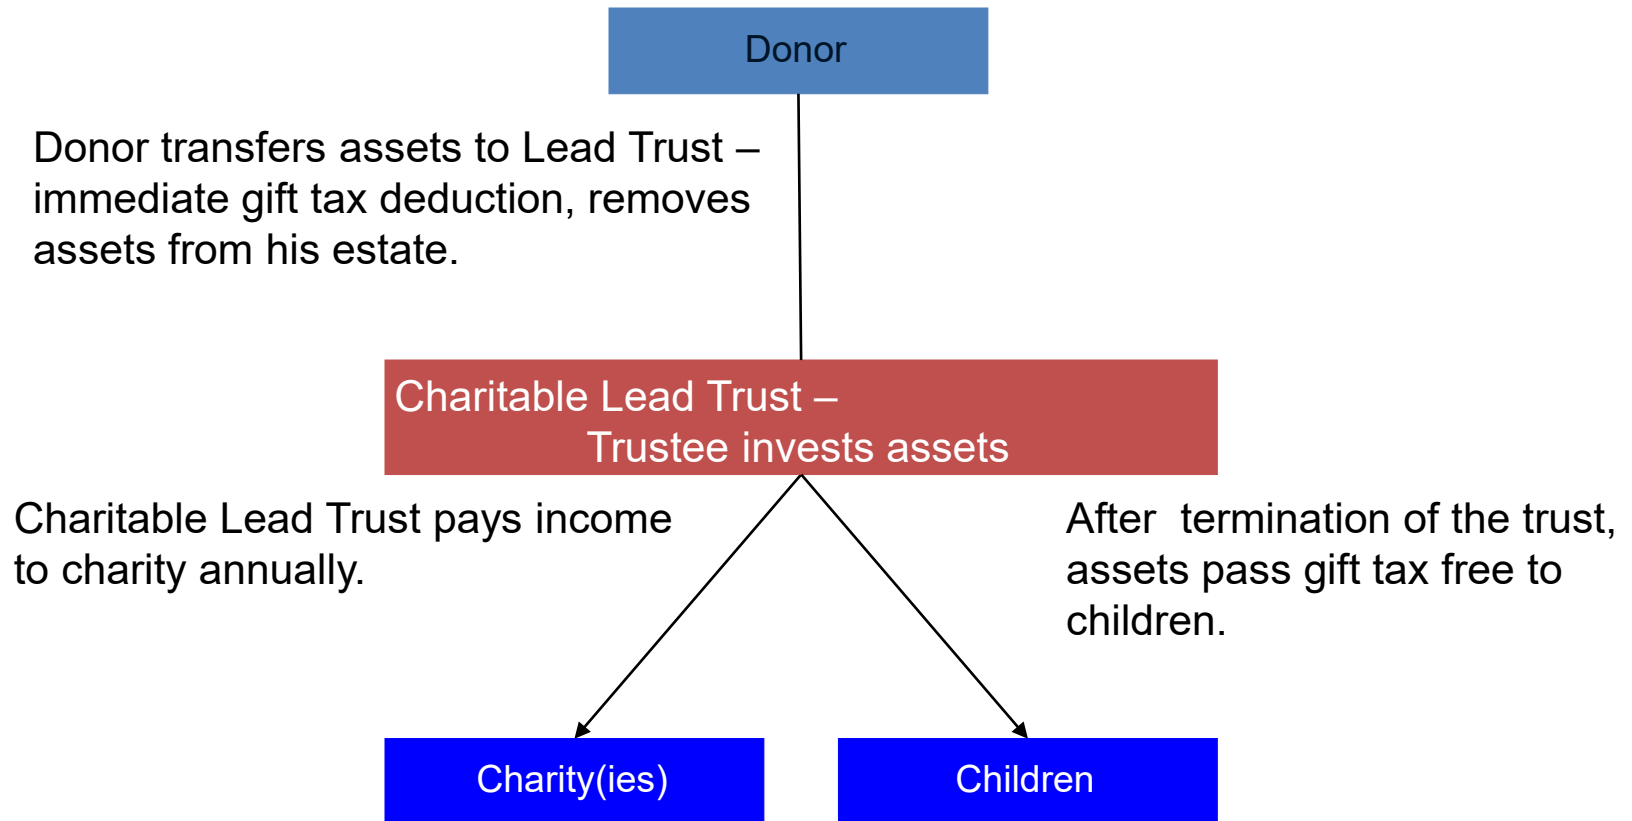 Donor
Donor transfers assets to Lead Trust –
immediate gift tax deduction, removes
assets from his estate.
Charitable Lead Trust –
Trustee invests assets
Charitable Lead Trust pays income
to charity annually.
After  termination of the trust,
assets pass gift tax free to
children.
Charity(ies)
Children